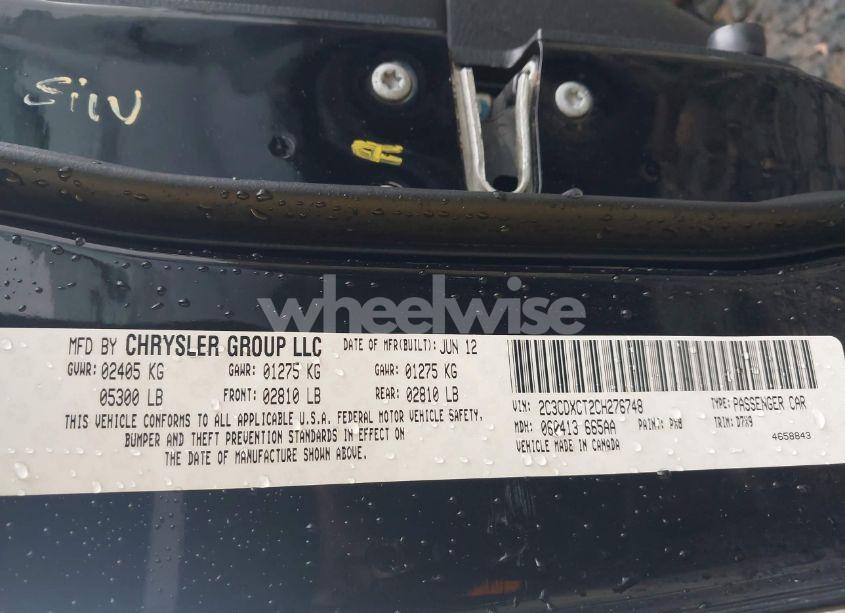 SiuV
wheelwise
MFD BY CHRYSLER GROUP LLC DATE OF MFR(BUILT): JUN 12
GVWR: 02405 KG GAWR: 01275 KG GAWR: 01275 KG
05300 LB FRONT: 02810 LB REAR: 02810 LB
THIS VEHICLE CONFORMS TO ALL APPLICABLE U.S.A. FEDERAL MOTOR VEHICLE SAFETY,
BUMPER AND THEFT PREVENTION STANDARDS IN EFFECT ON
THE DATE OF MANUFACTURE SHOWN ABOVE.
VIN: 2C3CDXCT2CH276748 TYPE: PASSENGER CAR
MDH: 060413 665AA PAINT: PX8 TRIM: D7X9
VEHICLE MADE IN CANADA 4658843